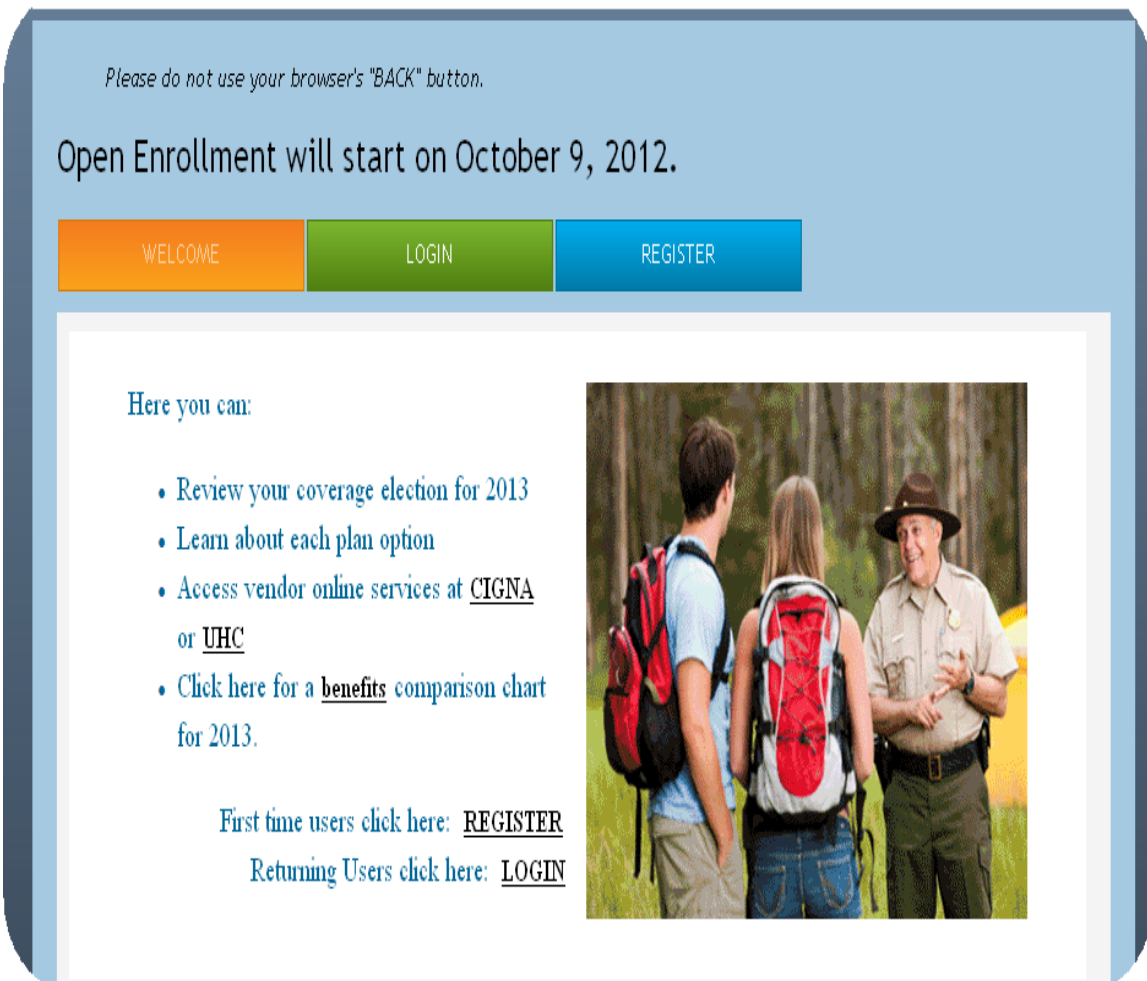 Please do not use your browser's "BACK" button.
Open Enrollment will start on October 9, 2012.
WELCOME
LOGIN
REGISTER
Here you can:
• Review your coverage election for 2013
• Learn about each plan option
• Access vendor online services at CIGNA
or UHC
• Click here for a benefits comparison chart
for 2013.
First time users click here: REGISTER
Returning Users click here: LOGIN